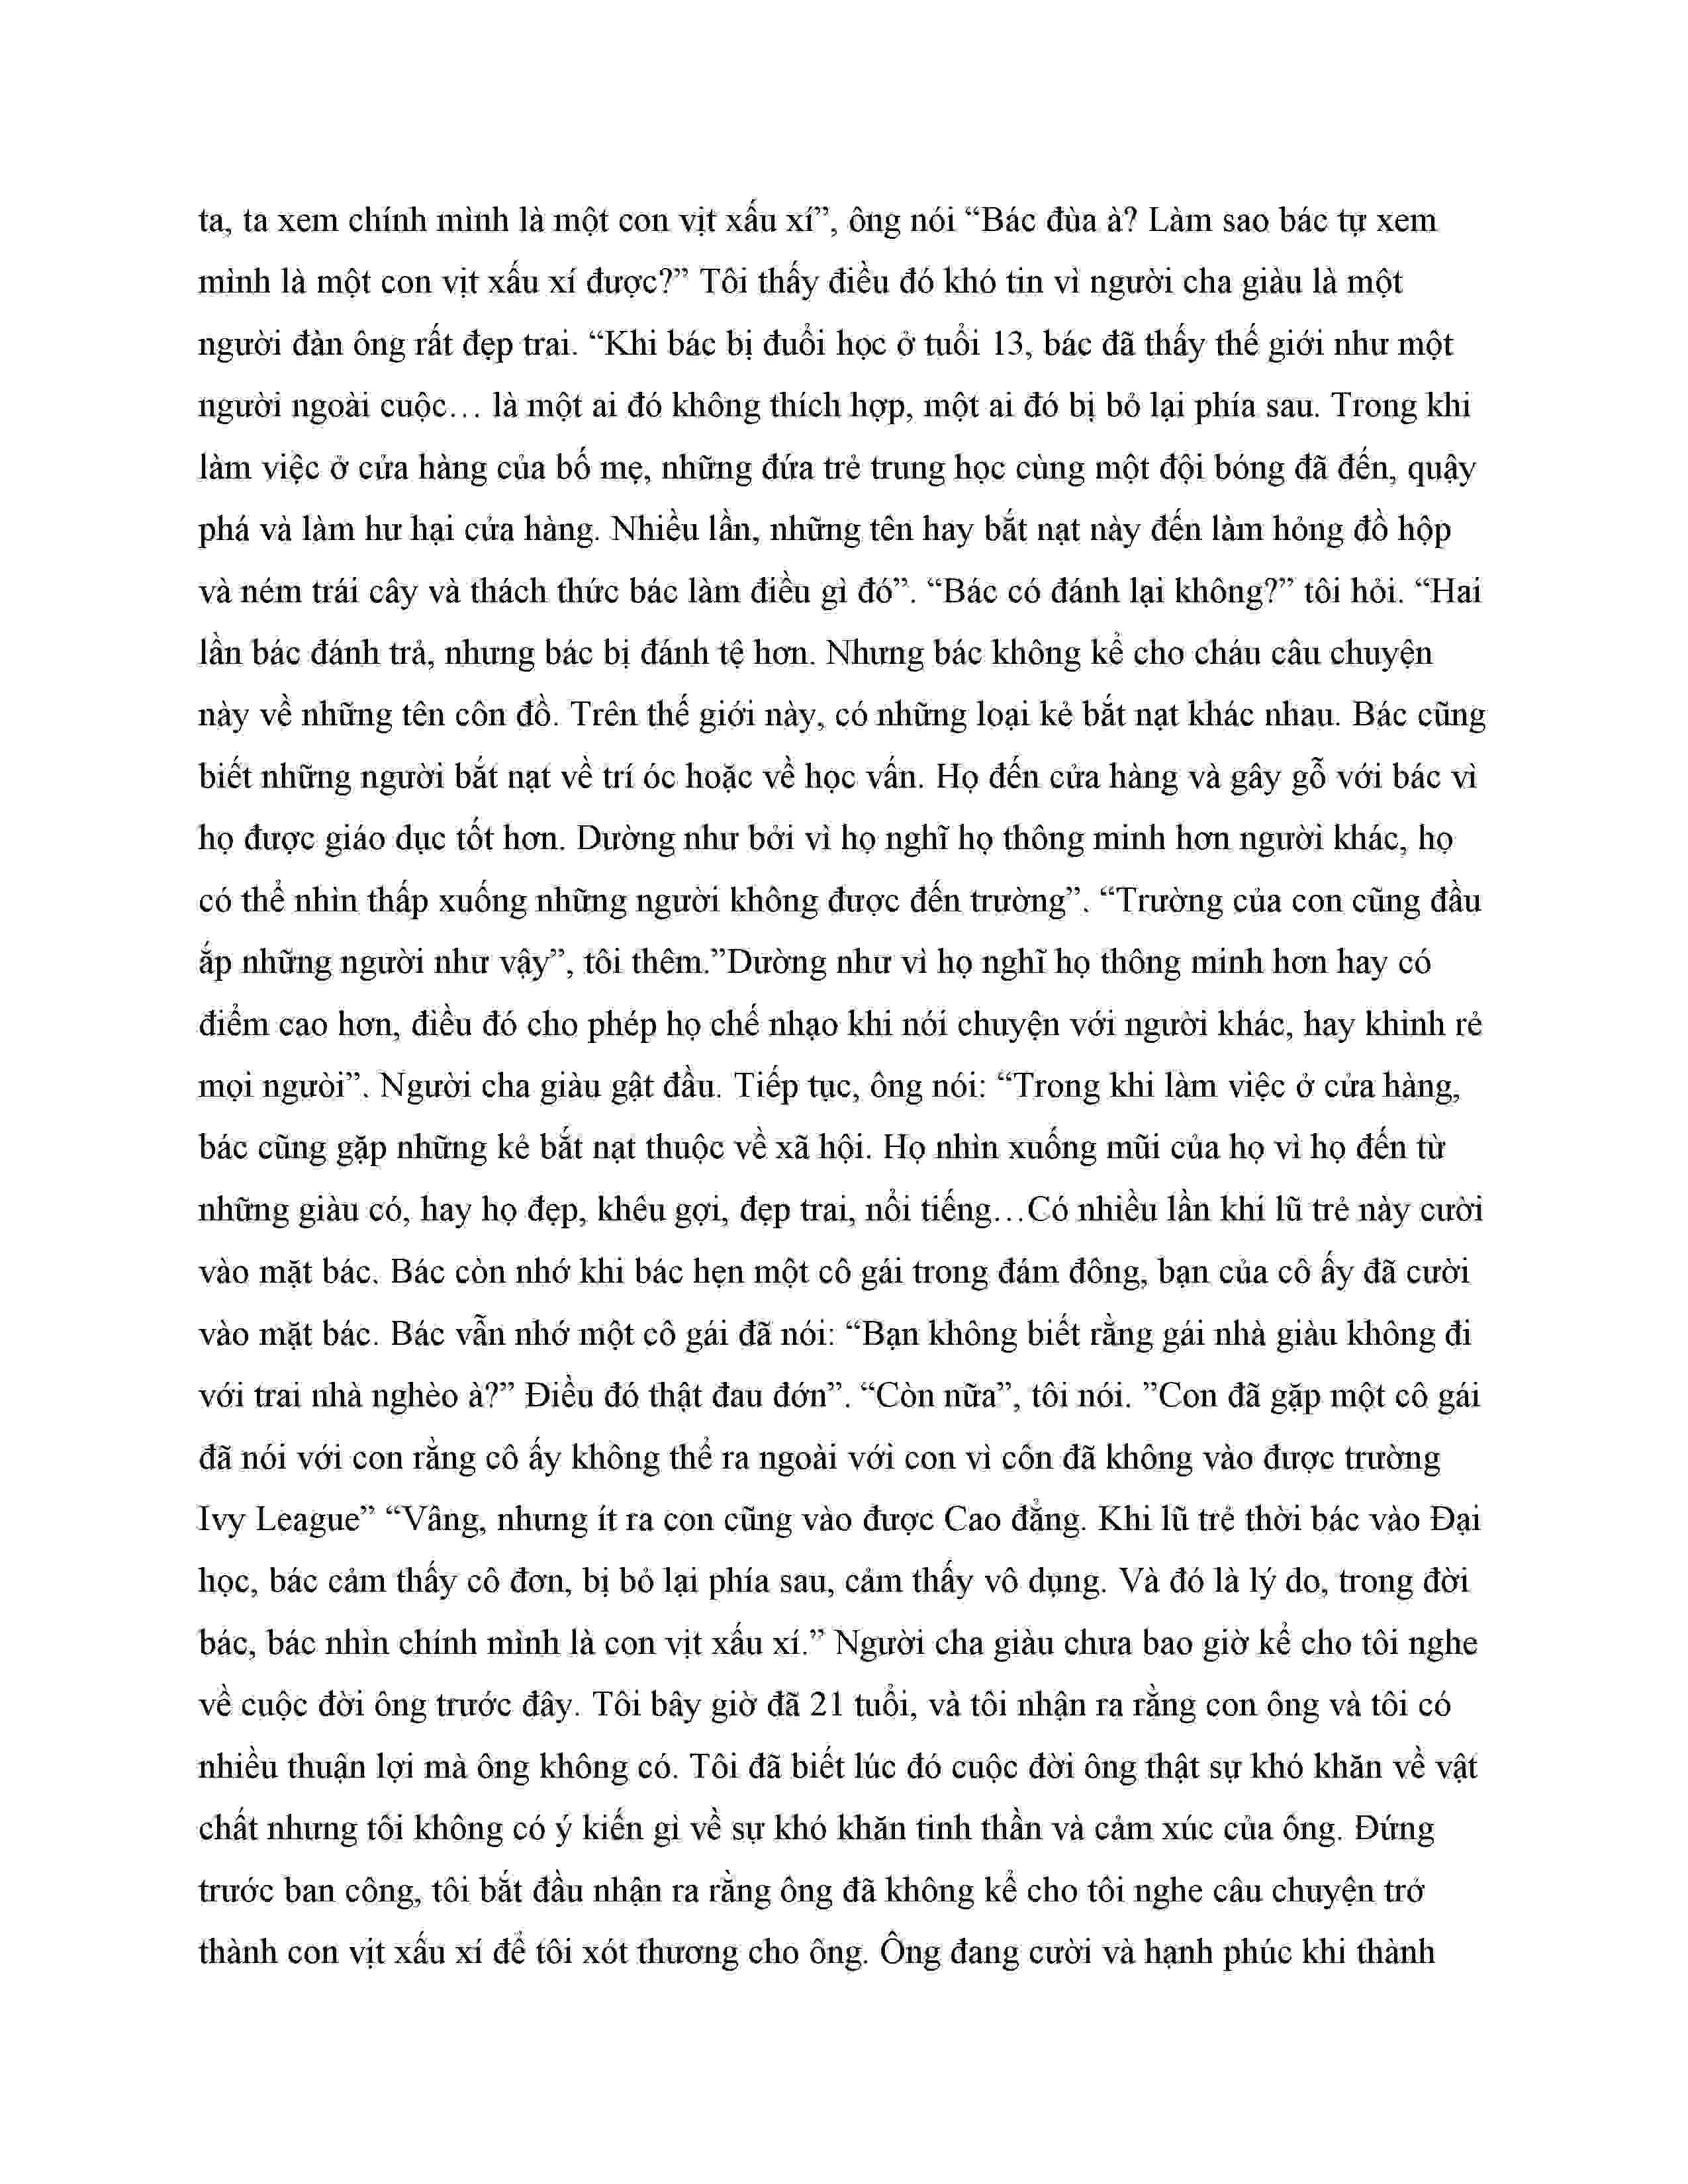 ta, ta xem chính mình là một con vịt xấu xí”, ông nói “Bác đùa à? Làm sao bác tự xem
mình là một con vịt xấu xí được?” Tôi thấy điều đó khó tin vì người cha giàu là một
người đàn ông rất đẹp trai. “Khi bác bị đuổi học ở tuổi 13, bác đã thấy thế giới như một
người ngoài cuộc… là một ai đó không thích hợp, một ai đó bị bỏ lại phía sau. Trong khi
làm việc ở cửa hàng của bố mẹ, những đứa trẻ trung học cùng một đội bóng đã đến, quậy
phá và làm hư hại cửa hàng. Nhiều lần, những tên hay bắt nạt này đến làm hỏng đồ hộp
và ném trái cây và thách thức bác làm điều gì đó”. “Bác có đánh lại không?” tôi hỏi. “Hai
lần bác đánh trả, nhưng bác bị đánh tệ hơn. Nhưng bác không kể cho cháu câu chuyện
này về những tên côn đồ. Trên thế giới này, có những loại kẻ bắt nạt khác nhau. Bác cũng
biết những người bắt nạt về trí óc hoặc về học vấn. Họ đến cửa hàng và gây gỗ với bác vì
họ được giáo dục tốt hơn. Dường như bởi vì họ nghĩ họ thông minh hơn người khác, họ
có thể nhìn thấp xuống những người không được đến trường”. “Trường của con cũng đầu
ắp những người như vậy”, tôi thêm.”Dường như vì họ nghĩ họ thông minh hơn hay có
điểm cao hơn, điều đó cho phép họ chế nhạo khi nói chuyện với người khác, hay khinh rẻ
mọi người”. Người cha giàu gật đầu. Tiếp tục, ông nói: “Trong khi làm việc ở cửa hàng,
bác cũng gặp những kẻ bắt nạt thuộc về xã hội. Họ nhìn xuống mũi của họ vì họ đến từ
những giàu có, hay họ đẹp, khêu gợi, đẹp trai, nổi tiếng…Có nhiều lần khí lũ trẻ này cười
vào mặt bác. Bác còn nhớ khi bác hẹn một cô gái trong đám đông, bạn của cô ấy đã cười
vào mặt bác. Bác vẫn nhớ một cô gái đã nói: “Bạn không biết rằng gái nhà giàu không đi
với trai nhà nghèo à?” Điều đó thật đau đớn”. “Còn nữa”, tôi nói. ”Con đã gặp một cô gái
đã nói với con rằng cô ấy không thể ra ngoài với con vì côn đã không vào được trường
Ivy League” “Vâng, nhưng ít ra con cũng vào được Cao đẳng. Khi lũ trẻ thời bác vào Đại
học, bác cảm thấy cô đơn, bị bỏ lại phía sau, cảm thấy vô dụng. Và đó là lý do, trong đời
bác, bác nhìn chính mình là con vịt xấu xí.” Người cha giàu chưa bao giờ kể cho tôi nghe
về cuộc đời ông trước đây. Tôi bây giờ đã 21 tuổi, và tôi nhận ra rằng con ông và tôi có
nhiều thuận lợi mà ông không có. Tôi đã biết lúc đó cuộc đời ông thật sự khó khăn về vật
chất nhưng tôi không có ý kiến gì về sự khó khăn tinh thần và cảm xúc của ông. Đứng
trước ban công, tôi bắt đầu nhận ra rằng ông đã không kể cho tôi nghe câu chuyện trở
thành con vịt xấu xí để tôi xót thương cho ông. Ông đang cười và hạnh phúc khi thành